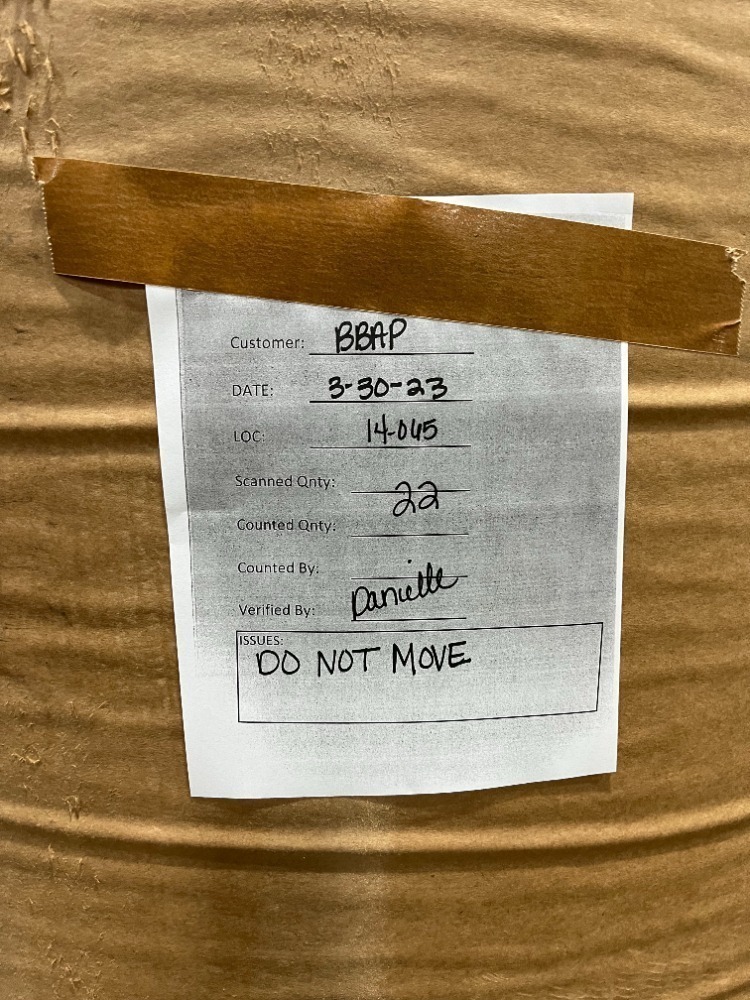 Customer: BBAP
DATE: 3-30-23
LOC: 14-045
Scanned Qnty:
22
Counted Qnty:
Counted By:
Danielle
Verified By:
ISSUES:
DO NOT MOVE